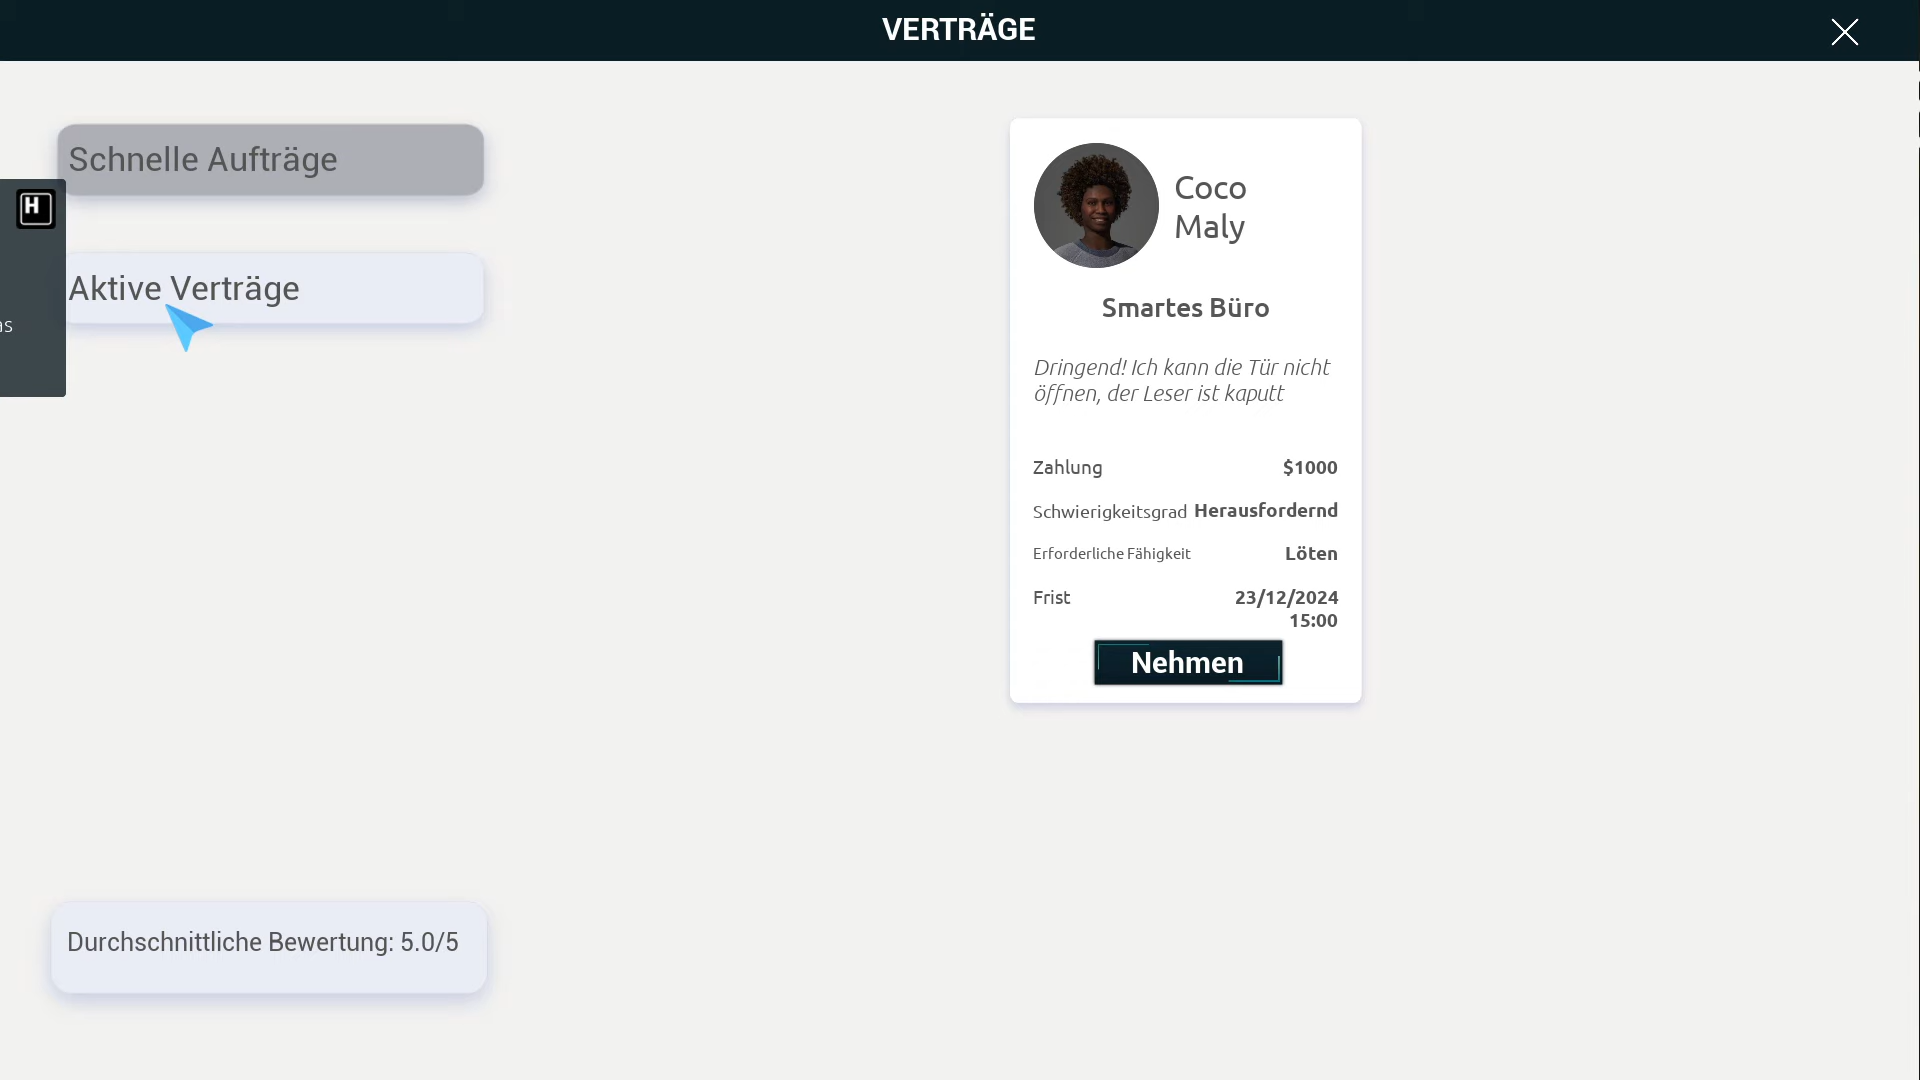 VERTRÄGE
Schnelle Aufträge
H
Aktive Verträge
as
Coco
Maly
Smartes Büro
Dringend! Ich kann die Tür nicht
öffnen, der Leser ist kaputt
Zahlung $1000
Schwierigkeitsgrad Herausfordernd
Erforderliche Fähigkeit Löten
Frist 23/12/2024
15:00
Nehmen
Durchschnittliche Bewertung: 5.0/5